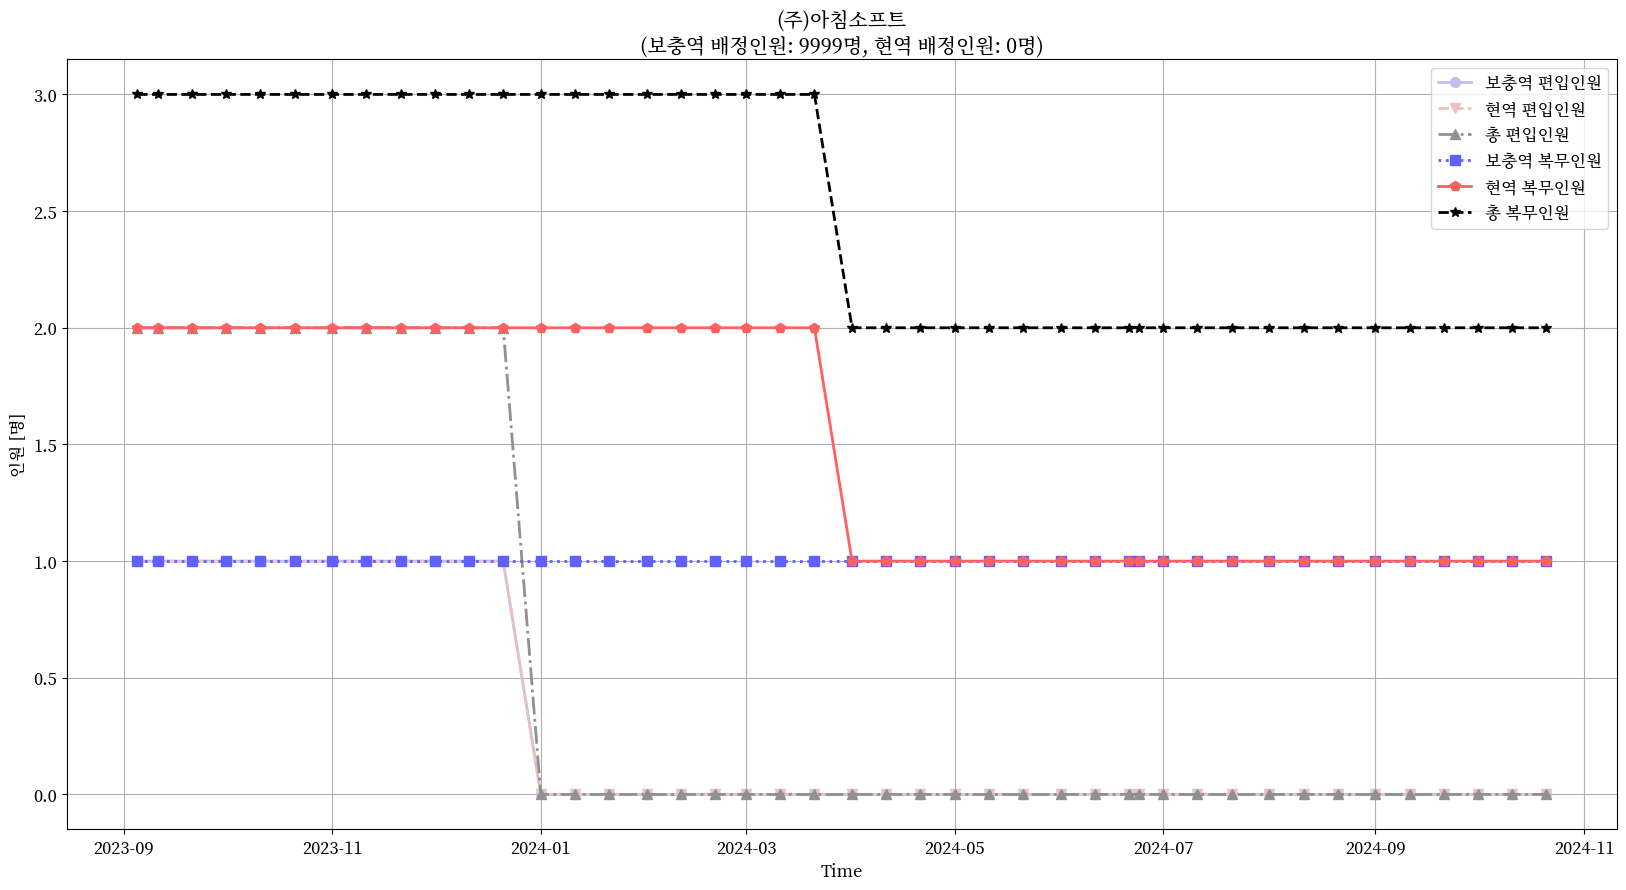 (주)아침소프트
(보충역 배정인원: 9999명, 현역 배정인원: 0명)
보충역 편입인원
현역 편입인원
총 편입인원
보충역 복무인원
현역 복무인원
총 복무인원
인원 [명]
3.0
2.5
2.0
1.5
1.0
0.5
0.0
2023-09
2023-11
2024-01
2024-03
2024-05
2024-07
2024-09
2024-11
Time